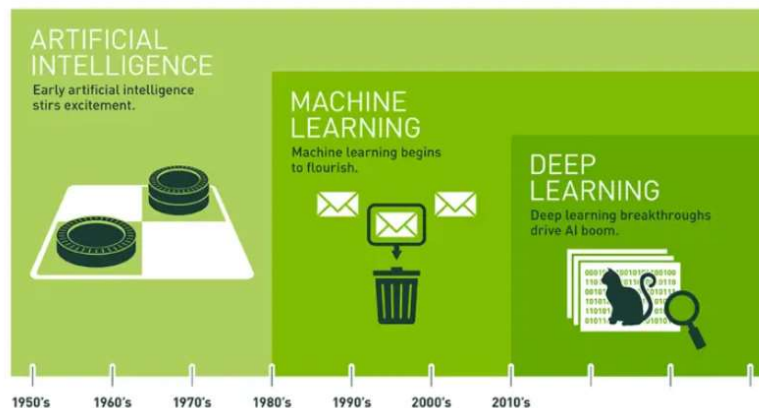 ARTIFICIAL
INTELLIGENCE
Early artificial intelligence
stirs excitement.
MACHINE
LEARNING
Machine learning begins
to flourish.
DEEP
LEARNING
Deep learning breakthroughs
drive AI boom.
1950's 1960's 1970's 1980's 1990's 2000's 2010's